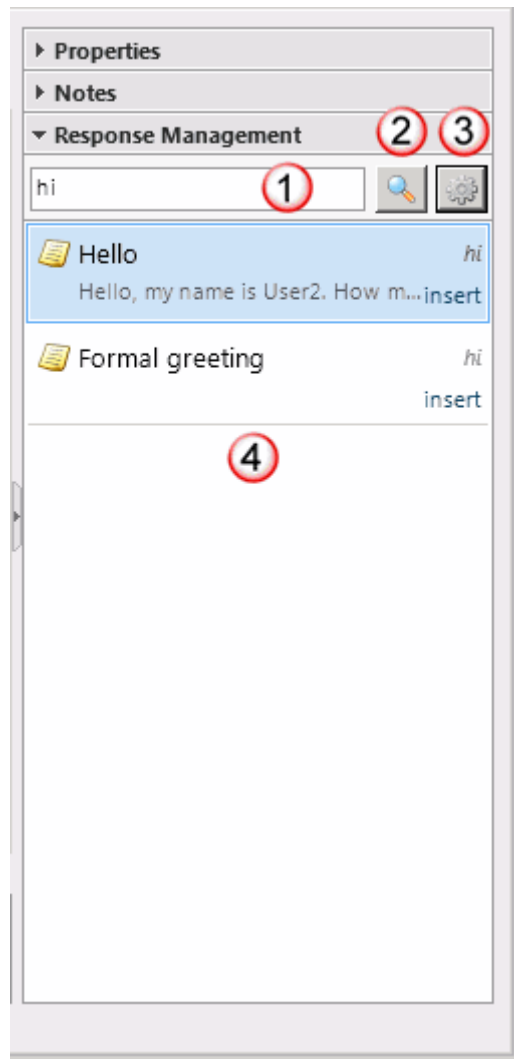 Properties
Notes
Response Management
2 3
hi
1
Hello hi
Hello, my name is User2. How m... insert
Formal greeting hi
insert
4